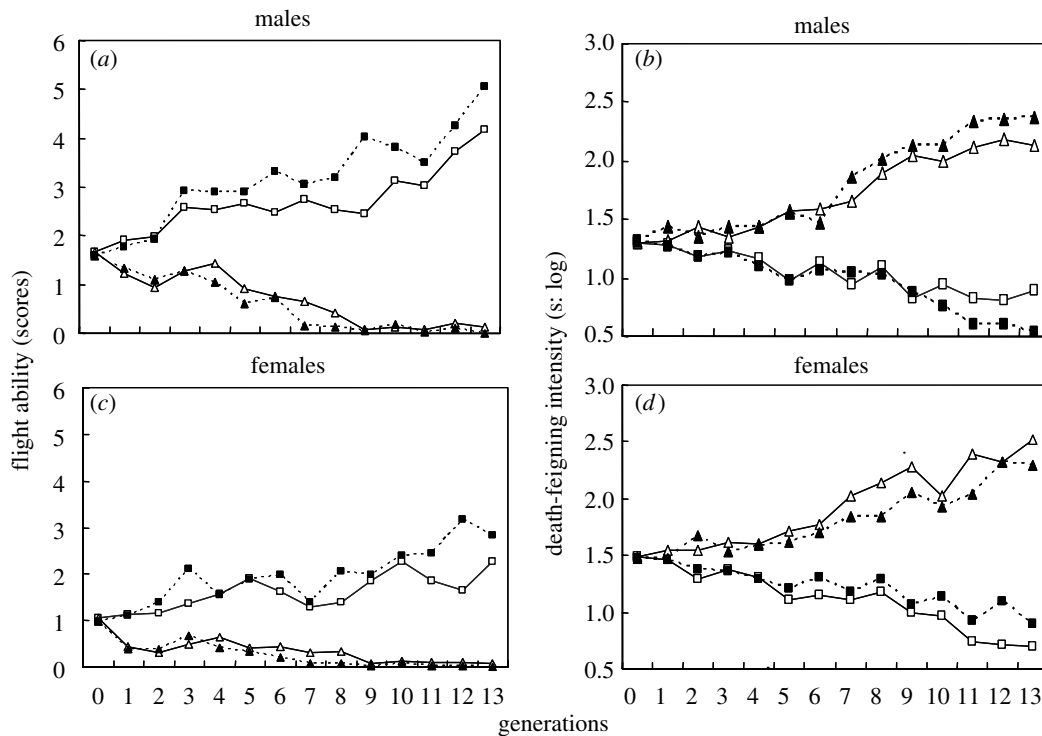 males
(a)
6
5
4
3
2
1
0
males
(b)
3.0
2.5
2.0
1.5
1.0
0.5
females
(c)
6
5
4
3
2
1
0
0 1 2 3 4 5 6 7 8 9 10 11 12 13
females
(d)
3.0
2.5
2.0
1.5
1.0
0.5
0 1 2 3 4 5 6 7 8 9 10 11 12 13
flight ability (scores)
death-feigning intensity (s: log)
generations